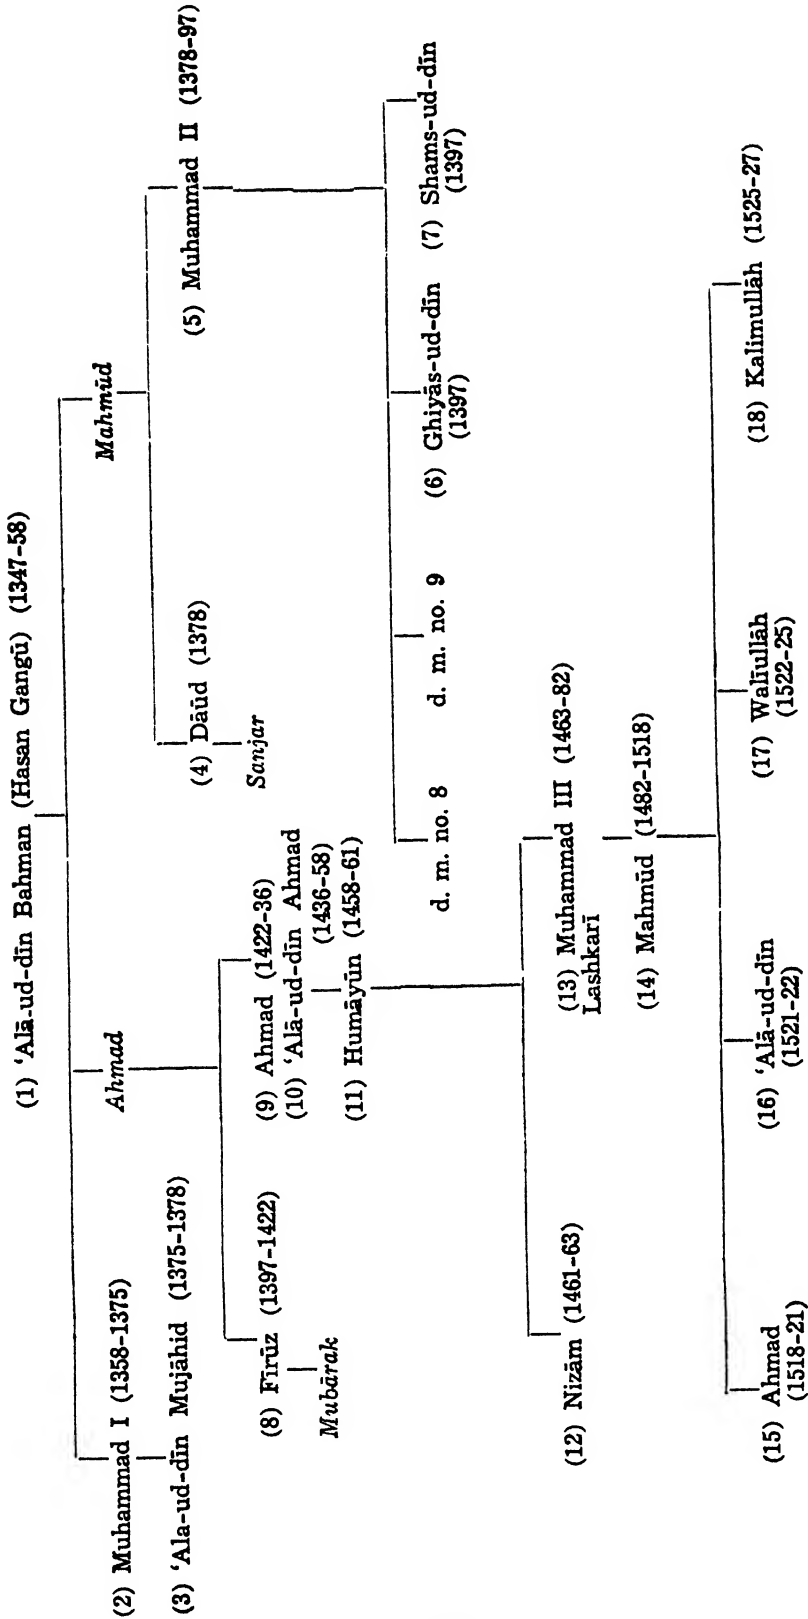 (1) ‘Alā-ud-dīn Bahman (Hasan Gangū) (1347-58)
Ahmad
Mahmūd
(2) Muhammad I (1358-1375)
(3) ‘Ala-ud-dīn Mujāhid (1375-1378)
(4) Dāūd (1378)
Sanjar
(5) Muhammad II (1378-97)
(8) Fīrūz (1397-1422)
Mubārak
(9) Ahmad (1422-36)
(10) ‘Alā-ud-dīn Ahmad
(1436-58)
(11) Humāyūn (1458-61)
d. m. no. 8
d. m. no. 9
(6) Ghiyās-ud-dīn
(1397)
(7) Shams-ud-dīn
(1397)
(12) Nizām (1461-63)
(13) Muhammad III (1463-82)
Lashkarī
(14) Mahmūd (1482-1518)
(15) Ahmad
(1518-21)
(16) ‘Alā-ud-dīn
(1521-22)
(17) Walīullāh
(1522-25)
(18) Kalimullāh (1525-27)